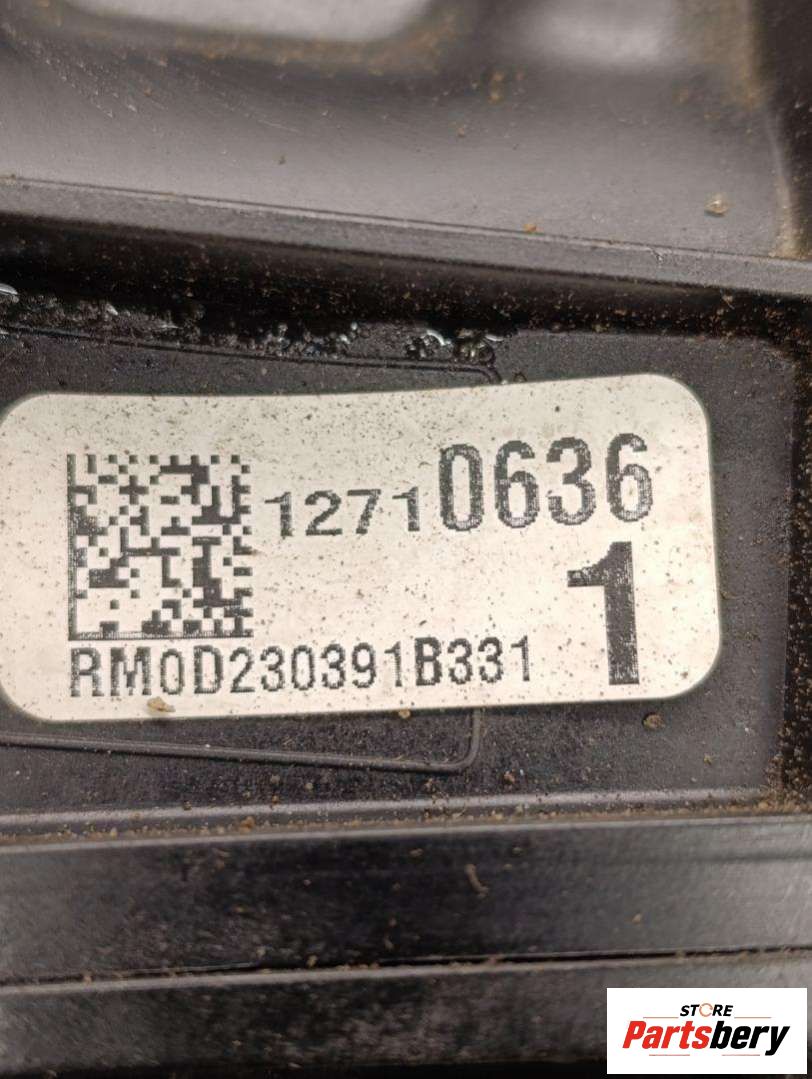 12710636
1
RM0D230391B331
STORE
Partsbery